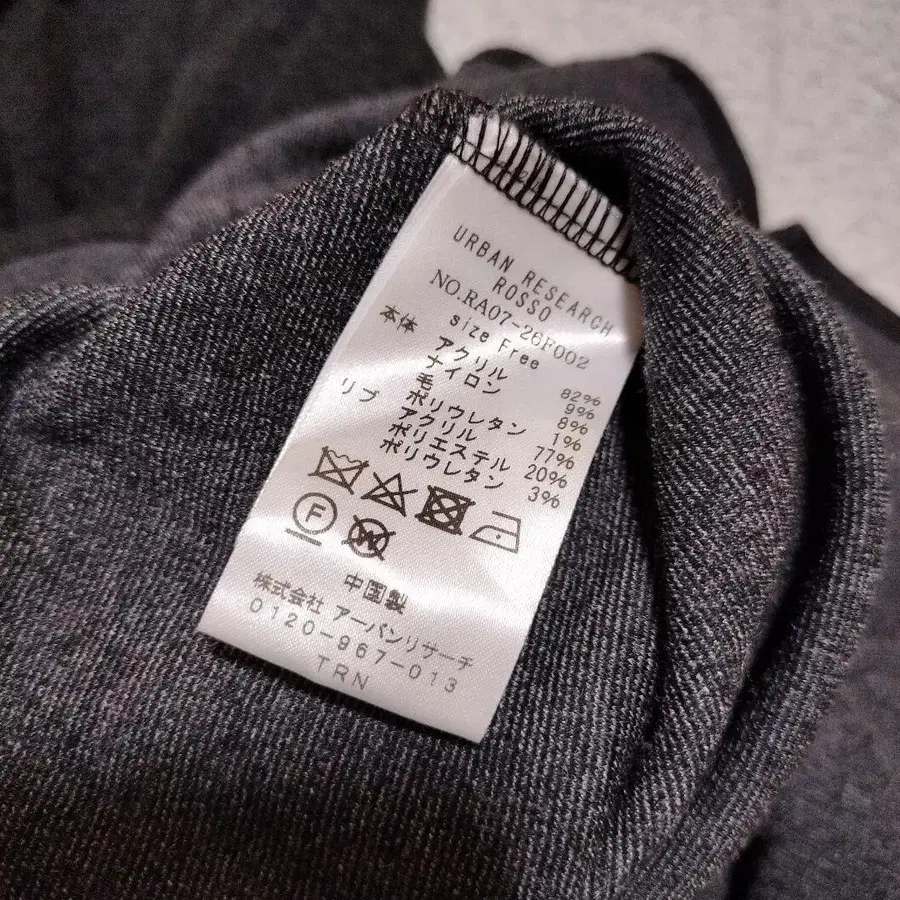 URBAN RESEARCH
ROSSO
NO.RA07-26F002
size Free
本体 アクリル 82%
ナイロン 9%
毛 8%
ポリウレタン 1%
リブ アクリル 77%
ポリエステル 20%
ポリウレタン 3%
F W
中国製
株式会社 アーバンリサーチ
0120-967-013
TRN